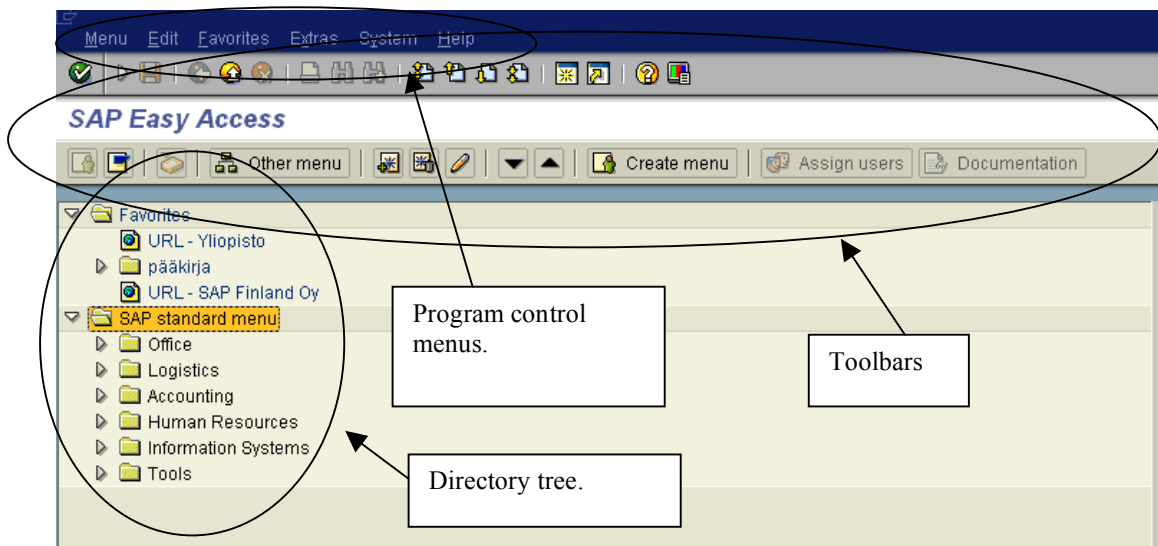 Menu Edit Favorites Extras System Help
SAP Easy Access
Other menu Create menu Assign users Documentation
Favorites
URL - Yliopisto
pääkirja
URL - SAP Finland Oy
SAP standard menu
Office
Logistics
Accounting
Human Resources
Information Systems
Tools
Program control
menus.
Toolbars
Directory tree.